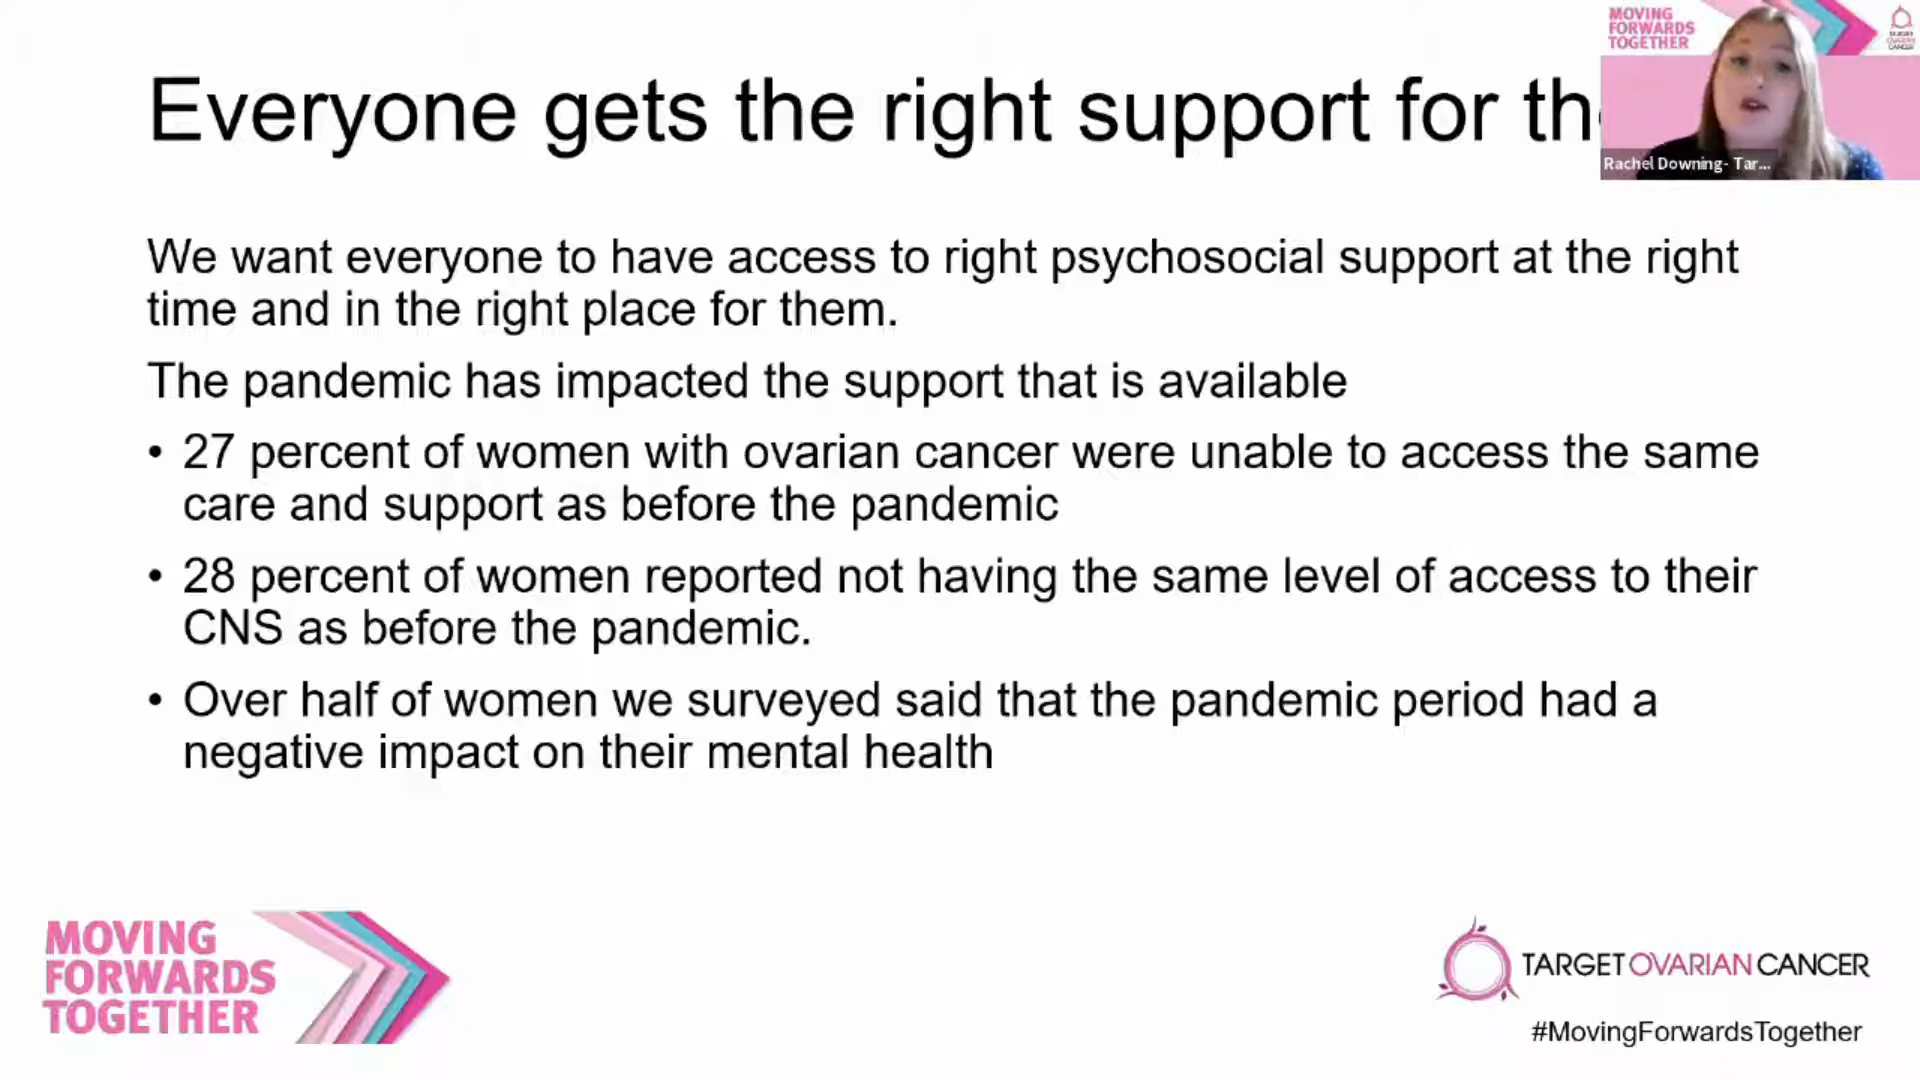 MOVING
FORWARDS
TOGETHER
Everyone gets the right support for the
Rachel Downing- Tar...
We want everyone to have access to right psychosocial support at the right
time and in the right place for them.
The pandemic has impacted the support that is available
• 27 percent of women with ovarian cancer were unable to access the same
care and support as before the pandemic
• 28 percent of women reported not having the same level of access to their
CNS as before the pandemic.
• Over half of women we surveyed said that the pandemic period had a
negative impact on their mental health
MOVING
FORWARDS
TOGETHER
TARGET OVARIAN CANCER
#MovingForwardsTogether